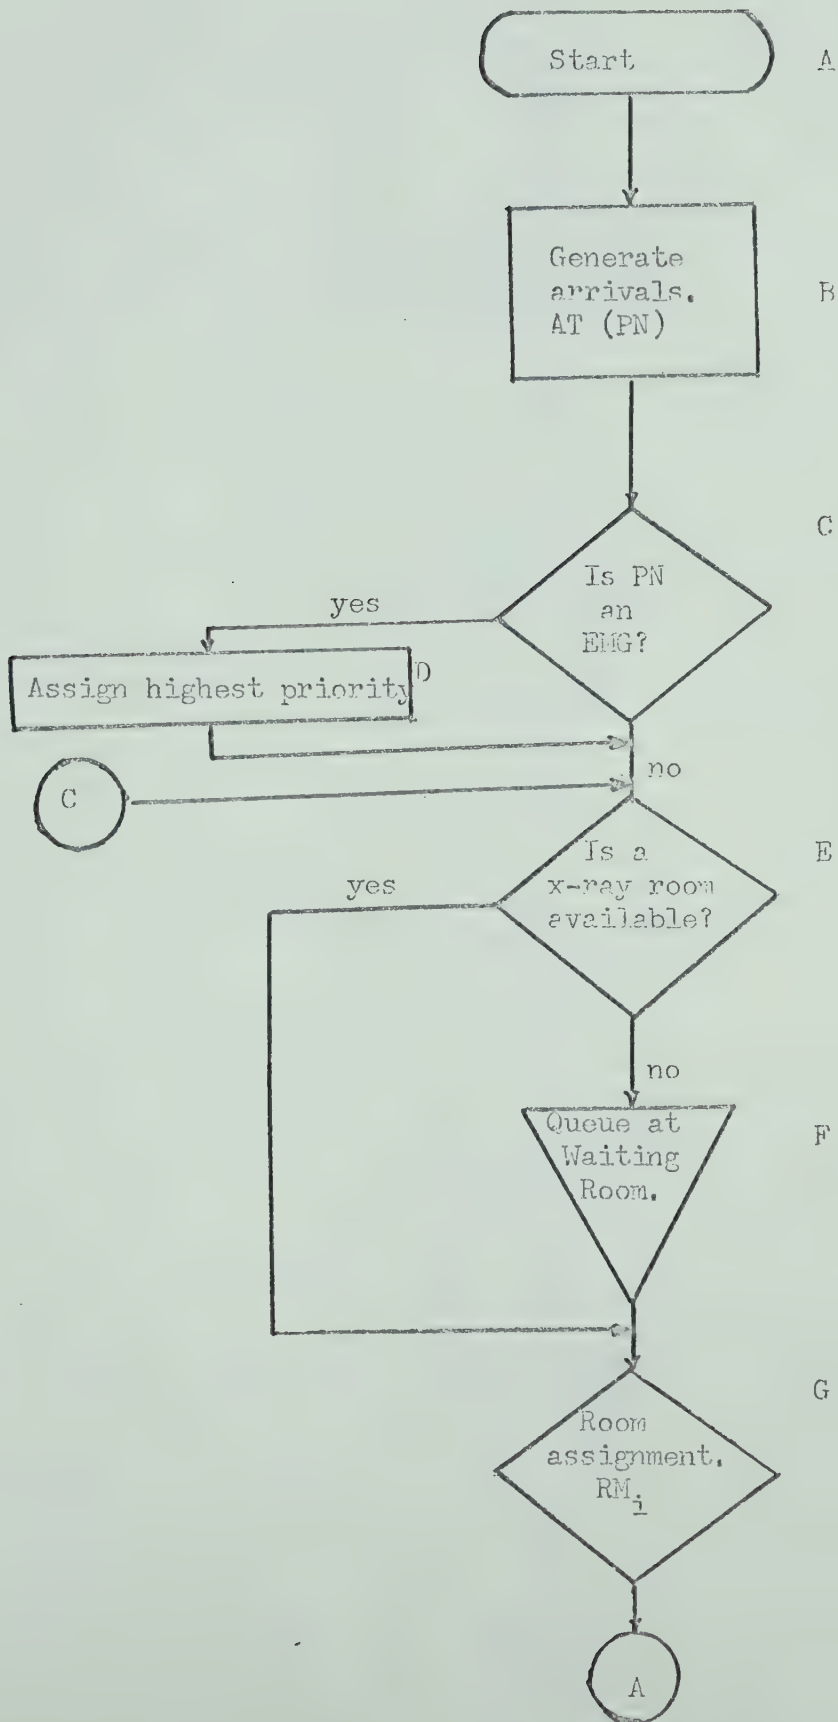 Start
A
Generate
arrivals.
AT (PN)
B
C
Is PN
an
EMG?
yes
Assign highest priority
D
no
C
E
Is a
x-ray room
available?
yes
no
Queue at
Waiting
Room.
F
G
Room
assignment.
RMi
A